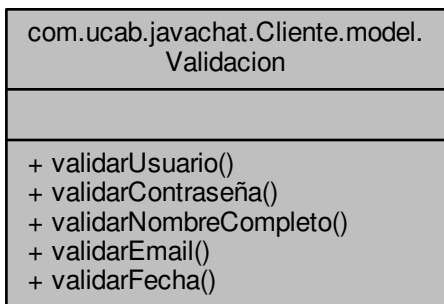 com.ucab.javachat.Cliente.model.
Validacion
+ validarUsuario()
+ validarContraseña()
+ validarNombreCompleto()
+ validarEmail()
+ validarFecha()